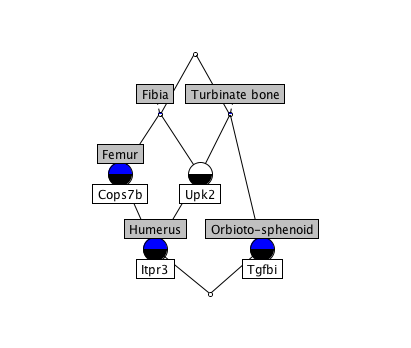 Fibia
Turbinate bone
Femur
Cops7b
Upk2
Humerus
Orbioto-sphenoid
Itpr3
Tgfbi